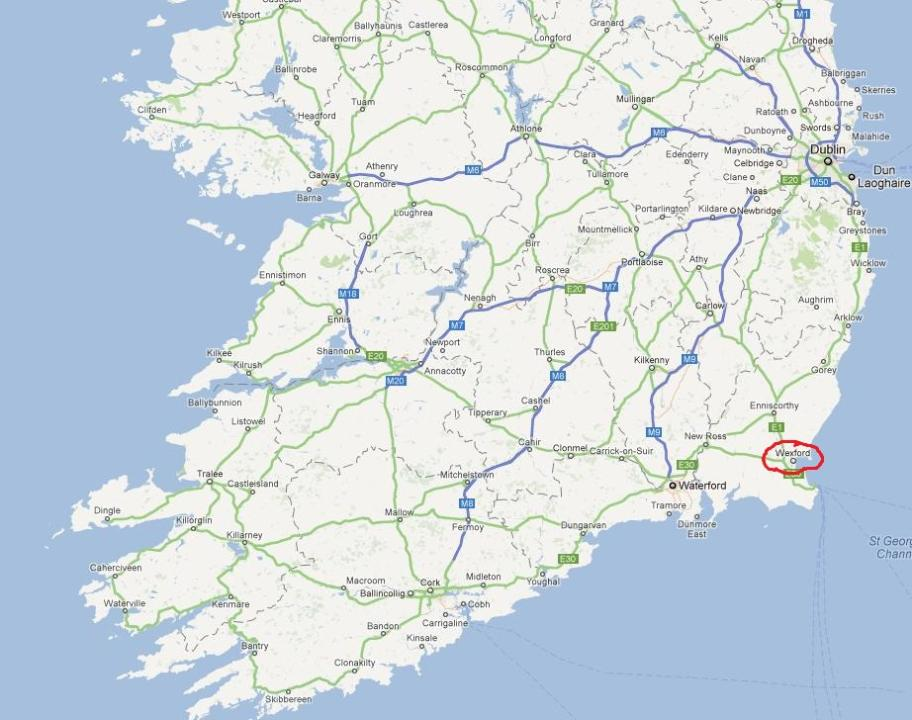 Castlebar
Westport
Ballyhaunis
Castlerea
Claremorris
Granard
Longford
M1
Kells
Drogheda
Navan
Roscommon
Ballinrobe
Balbriggan
Skerries
Clifden
Tuam
Headford
Mullingar
Ratoath
Ashbourne
Rush
Athlone
M6
Dunboyne
Swords
Malahide
Maynooth
Dublin
Clara
Edenderry
Celbridge
Athenry
M6
Galway
Oranmore
Tullamore
Clane
E20
M50
Dun
Laoghaire
Barna
Naas
Loughrea
Portarlington
Kildare
Newbridge
Bray
Mountmellick
Greystones
Gort
Birr
E1
Portlaoise
Athy
Wicklow
Ennistimon
Roscrea
M18
E20
M7
Nenagh
Aughrim
Carlow
Ennis
M7
E201
Arklow
Newport
Kilkee
Shannon
E20
Thurles
Kilkenny
M9
Kilrush
Annacotty
Gorey
M20
M8
Ballybunnion
Cashel
Enniscorthy
Tipperary
Listowel
E1
M9
Cahir
Clonmel
Carrick-on-Suir
New Ross
Wexford
E30
Tralee
Mitchelstown
Castleisland
Waterford
M8
Tramore
Dingle
Mallow
Killorglin
Fermoy
Dungarvan
Dunmore
East
Killarney
St Georg
Chann
E30
Caherciveen
Macroom
Cork
Midleton
Youghal
Ballincollig
Waterville
Kenmare
Cobh
Carrigaline
Bandon
Kinsale
Bantry
Clonakilty
Skibbereen